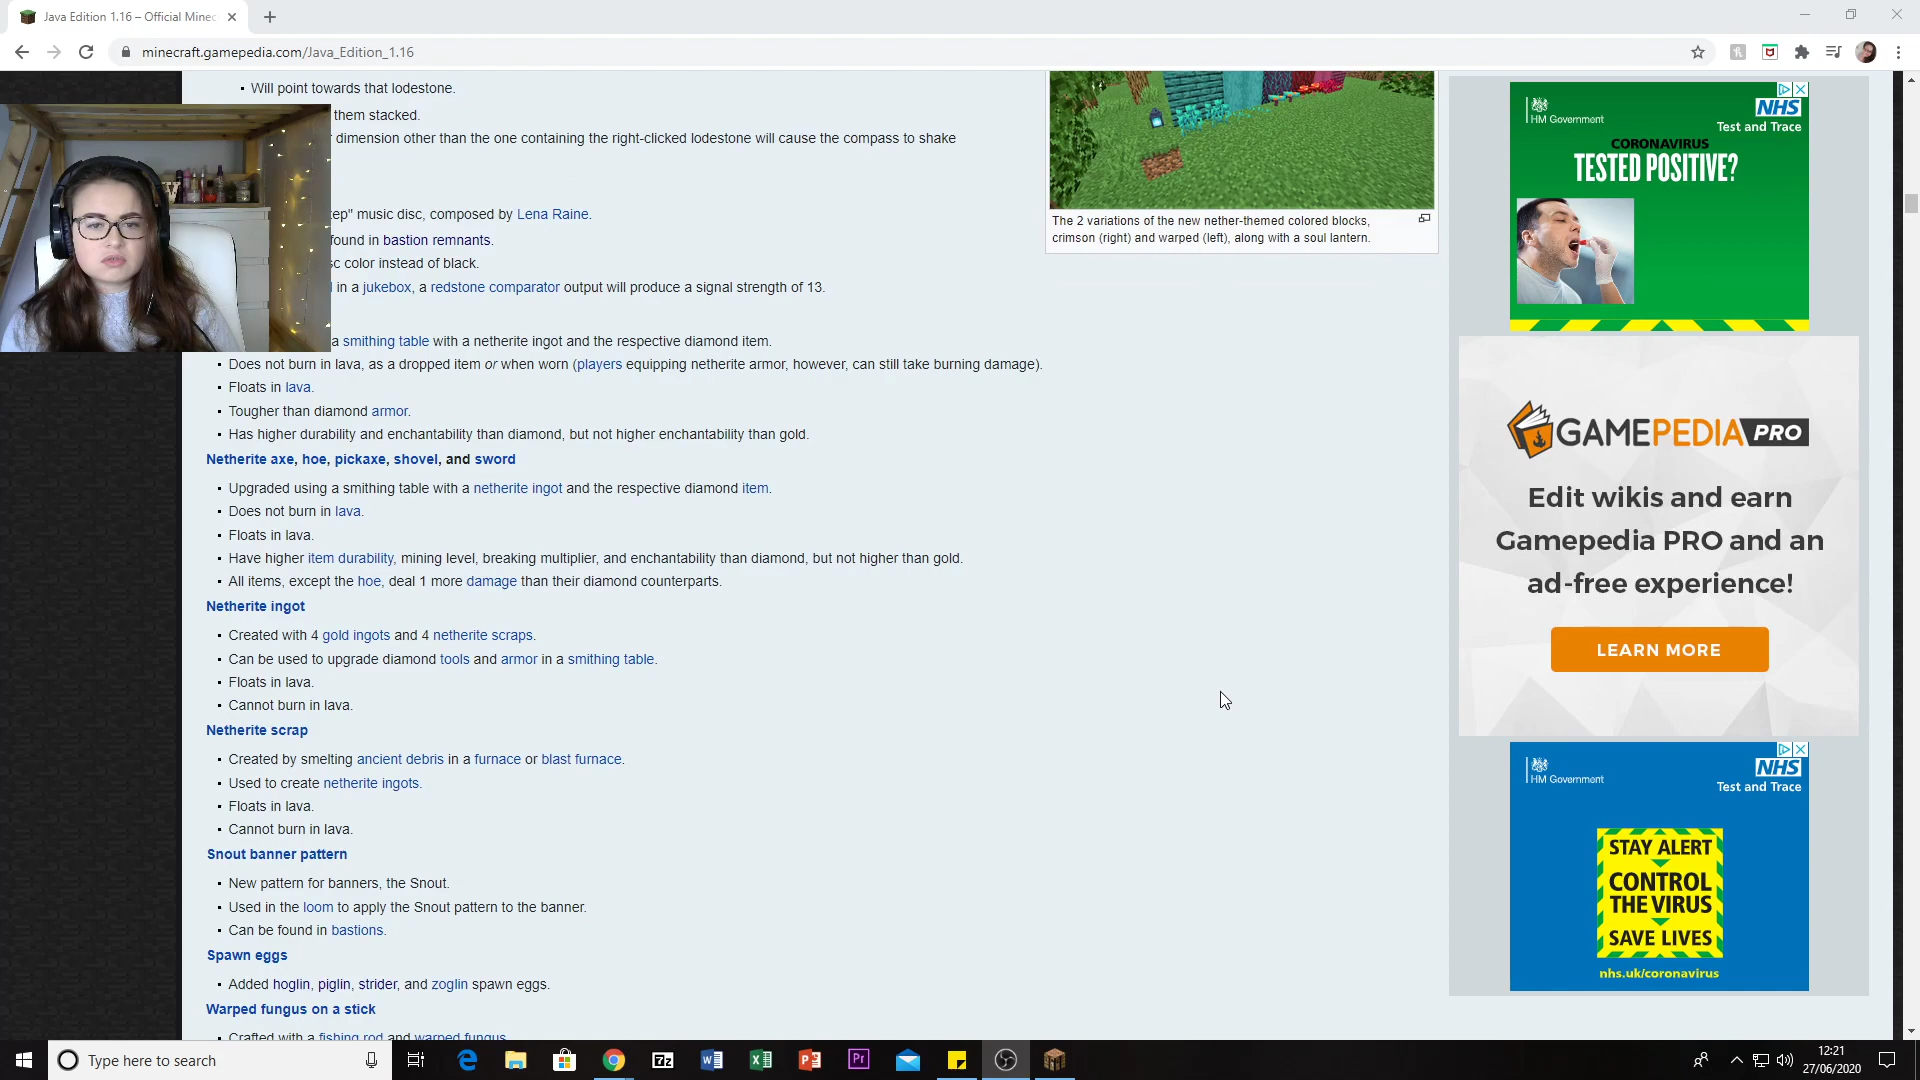 Java Edition 1.16 – Official Minec
minecraft.gamepedia.com/Java_Edition_1.16
▪ Will point towards that lodestone.
them stacked.
dimension other than the one containing the right-clicked lodestone will cause the compass to shake
tep" music disc, composed by Lena Raine.
found in bastion remnants.
sc color instead of black.
in a jukebox, a redstone comparator output will produce a signal strength of 13.
a smithing table with a netherite ingot and the respective diamond item.
▪ Does not burn in lava, as a dropped item or when worn (players equipping netherite armor, however, can still take burning damage).
▪ Floats in lava.
▪ Tougher than diamond armor.
▪ Has higher durability and enchantability than diamond, but not higher enchantability than gold.
Netherite axe, hoe, pickaxe, shovel, and sword
▪ Upgraded using a smithing table with a netherite ingot and the respective diamond item.
▪ Does not burn in lava.
▪ Floats in lava.
▪ Have higher item durability, mining level, breaking multiplier, and enchantability than diamond, but not higher than gold.
▪ All items, except the hoe, deal 1 more damage than their diamond counterparts.
Netherite ingot
▪ Created with 4 gold ingots and 4 netherite scraps.
▪ Can be used to upgrade diamond tools and armor in a smithing table.
▪ Floats in lava.
▪ Cannot burn in lava.
Netherite scrap
▪ Created by smelting ancient debris in a furnace or blast furnace.
▪ Used to create netherite ingots.
▪ Floats in lava.
▪ Cannot burn in lava.
Snout banner pattern
▪ New pattern for banners, the Snout.
▪ Used in the loom to apply the Snout pattern to the banner.
▪ Can be found in bastions.
Spawn eggs
▪ Added hoglin, piglin, strider, and zoglin spawn eggs.
Warped fungus on a stick
▪ Crafted with a fishing rod and warped fungus.
The 2 variations of the new nether-themed colored blocks,
crimson (right) and warped (left), along with a soul lantern.
HM Government
NHS
Test and Trace
CORONAVIRUS
TESTED POSITIVE?
GAMEPEDIA PRO
Edit wikis and earn
Gamepedia PRO and an
ad-free experience!
LEARN MORE
HM Government
NHS
Test and Trace
STAY ALERT
CONTROL
THE VIRUS
SAVE LIVES
nhs.uk/coronavirus
Type here to search
7z
Pr
12:21
27/06/2020